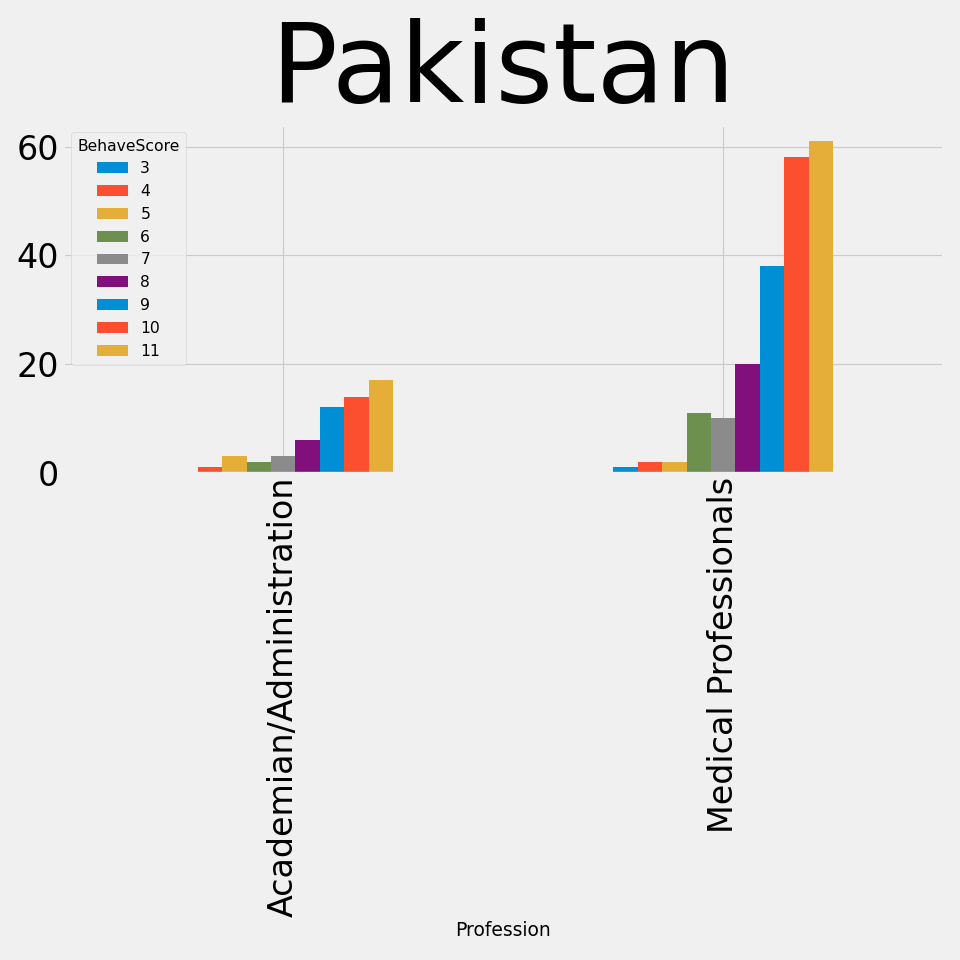 Pakistan
BehaveScore
3
4
5
6
7
8
9
10
11
60
40
20
0
Academian/Administration
Medical Professionals
Profession